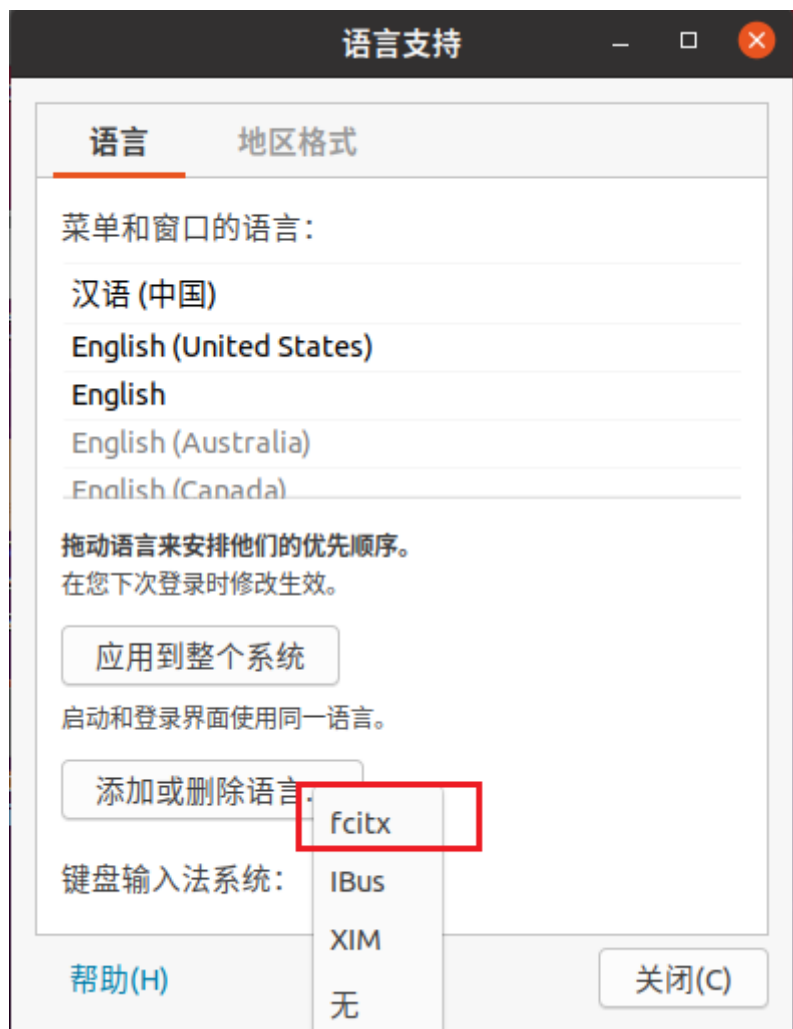 语言支持
语言 地区格式
菜单和窗口的语言：
汉语 (中国)
English (United States)
English
English (Australia)
English (Canada)
拖动语言来安排他们的优先顺序。
在您下次登录时修改生效。
应用到整个系统
启动和登录界面使用同一语言。
添加或删除语言.
fcitx
键盘输入法系统： IBus
XIM
帮助(H) 关闭(C)
无